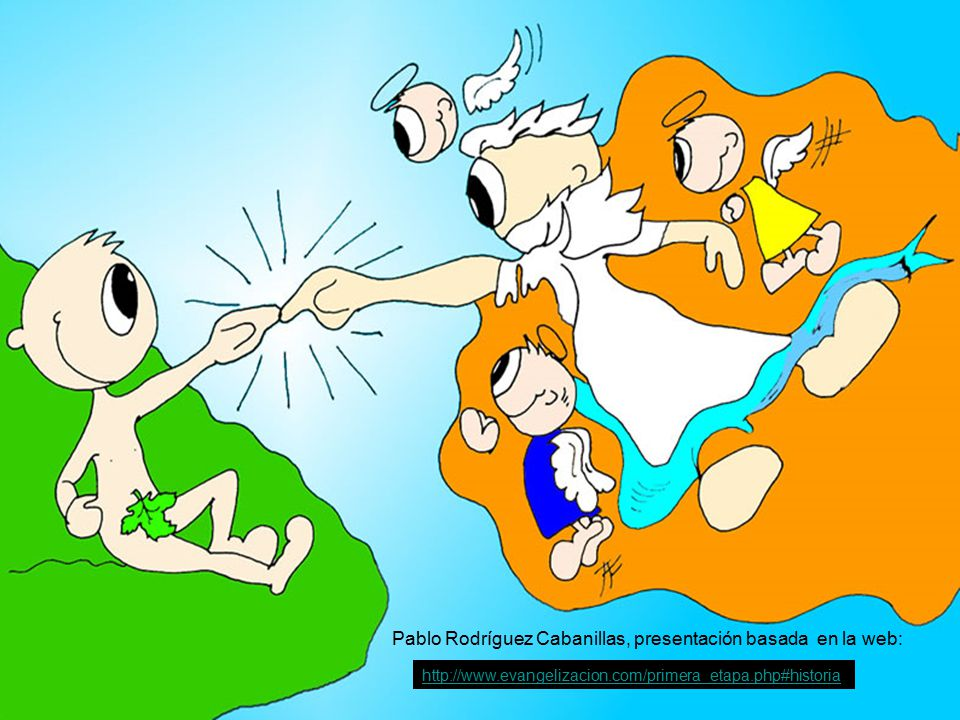 Pablo Rodríguez Cabanillas, presentación basada en la web:
http://www.evangelizacion.com/primera_etapa.php#historia